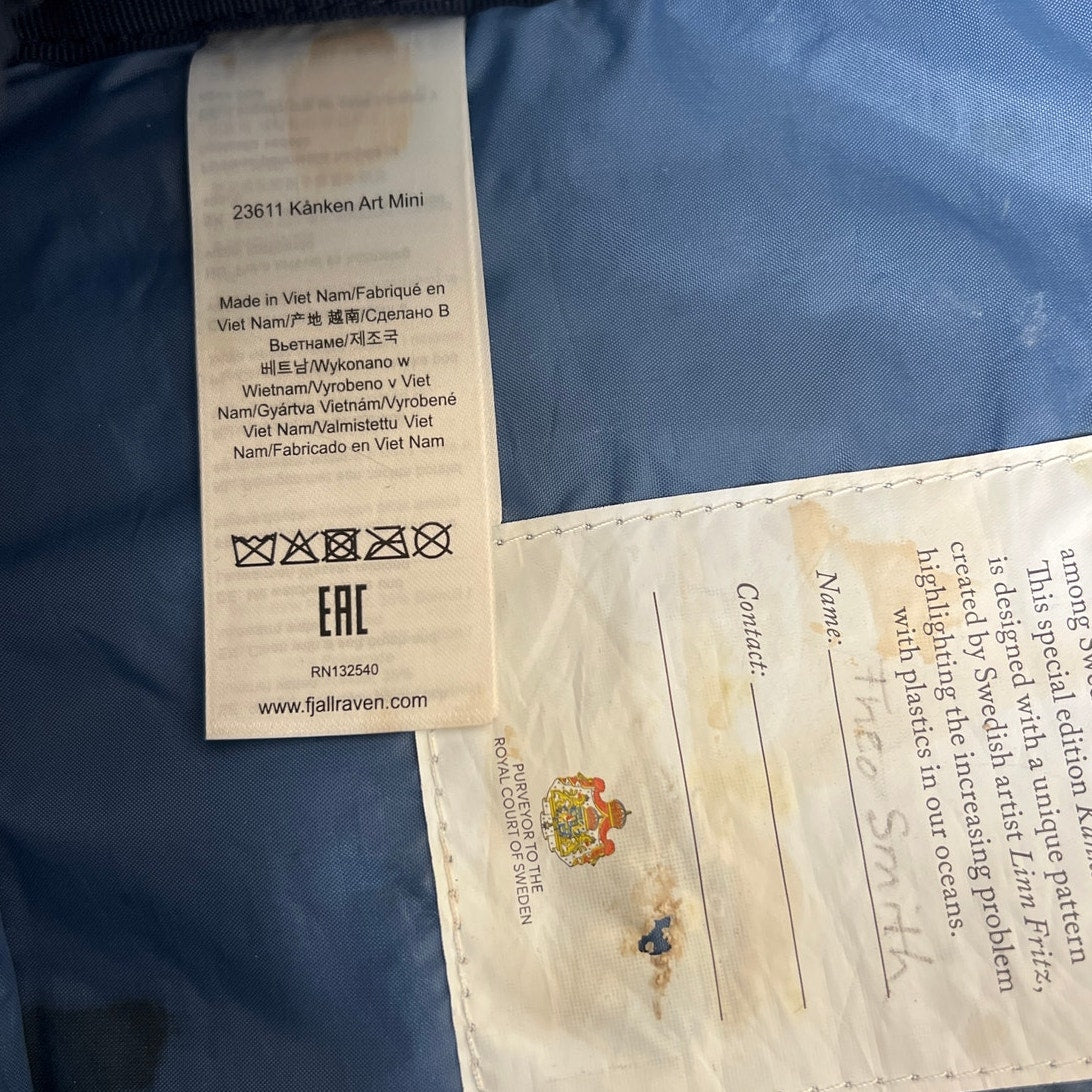 23611 Kånken Art Mini
Made in Viet Nam/Fabriqué en
Viet Nam/产地 越南/Сделано В
Вьетнаме/제조국
베트남/Wykonano w
Wietnam/Vyrobeno v Viet
Nam/Gyártva Vietnám/Vyrobené
Viet Nam/Valmistettu Viet
Nam/Fabricado en Viet Nam
EAC
RN132540
www.fjallraven.com
among
This special edition
is designed with a unique pattern
created by Swedish artist Linn Fritz,
highlighting the increasing problem
with plastics in our oceans.
Name: Theo Smith
Contact:
PURVEYOR TO THE
ROYAL COURT OF SWEDEN